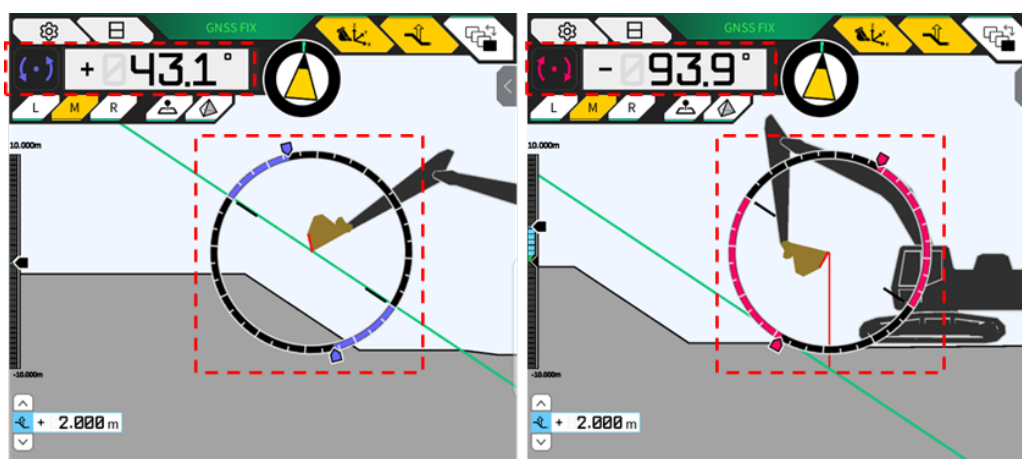 GNSS FIX
+ 43.1°
L M R
10.000m
-10.000m
+ 2.000 m
GNSS FIX
- 93.9°
L M R
10.000m
-10.000m
+ 2.000 m